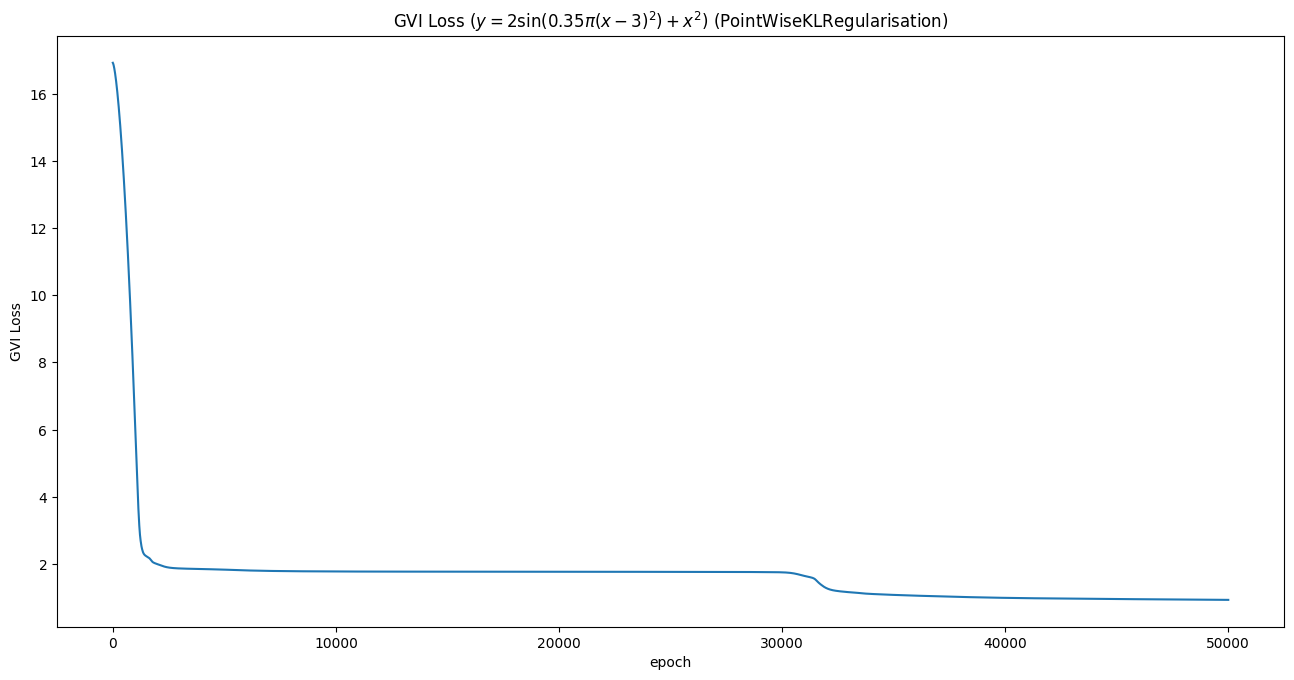 GVI Loss (y = 2sin(0.35π(x − 3)²) + x²) (PointWiseKLRegularisation)
GVI Loss
16
14
12
10
8
6
4
2
0 10000 20000 30000 40000 50000
epoch